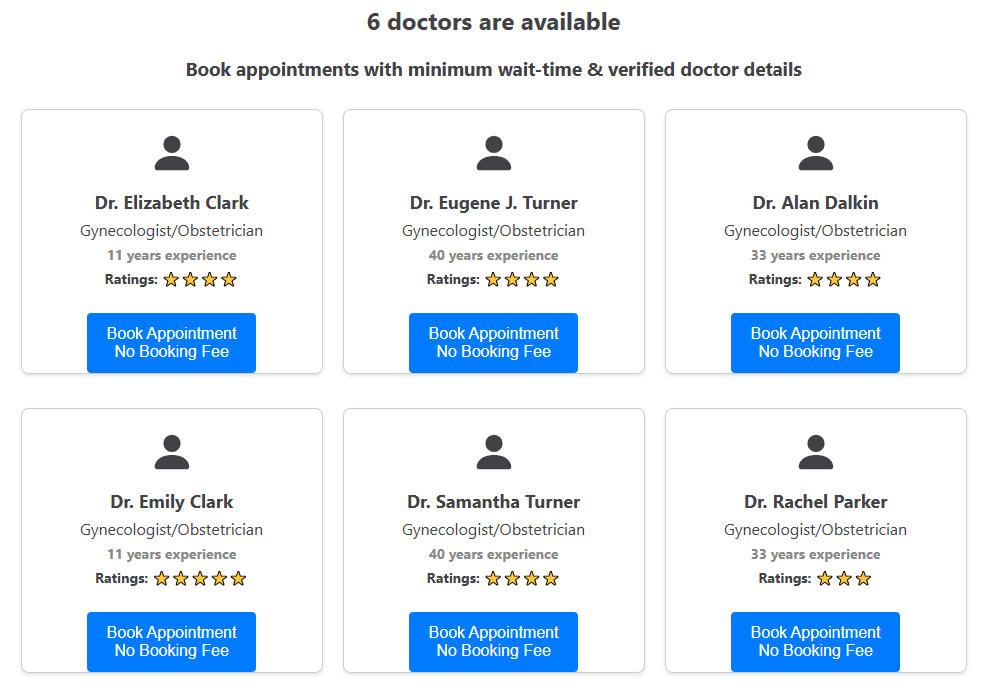 6 doctors are available
Book appointments with minimum wait-time & verified doctor details
Dr. Elizabeth Clark
Gynecologist/Obstetrician
11 years experience
Ratings:
Book Appointment
No Booking Fee
Dr. Eugene J. Turner
Gynecologist/Obstetrician
40 years experience
Ratings:
Book Appointment
No Booking Fee
Dr. Alan Dalkin
Gynecologist/Obstetrician
33 years experience
Ratings:
Book Appointment
No Booking Fee
Dr. Emily Clark
Gynecologist/Obstetrician
11 years experience
Ratings:
Book Appointment
No Booking Fee
Dr. Samantha Turner
Gynecologist/Obstetrician
40 years experience
Ratings:
Book Appointment
No Booking Fee
Dr. Rachel Parker
Gynecologist/Obstetrician
33 years experience
Ratings:
Book Appointment
No Booking Fee